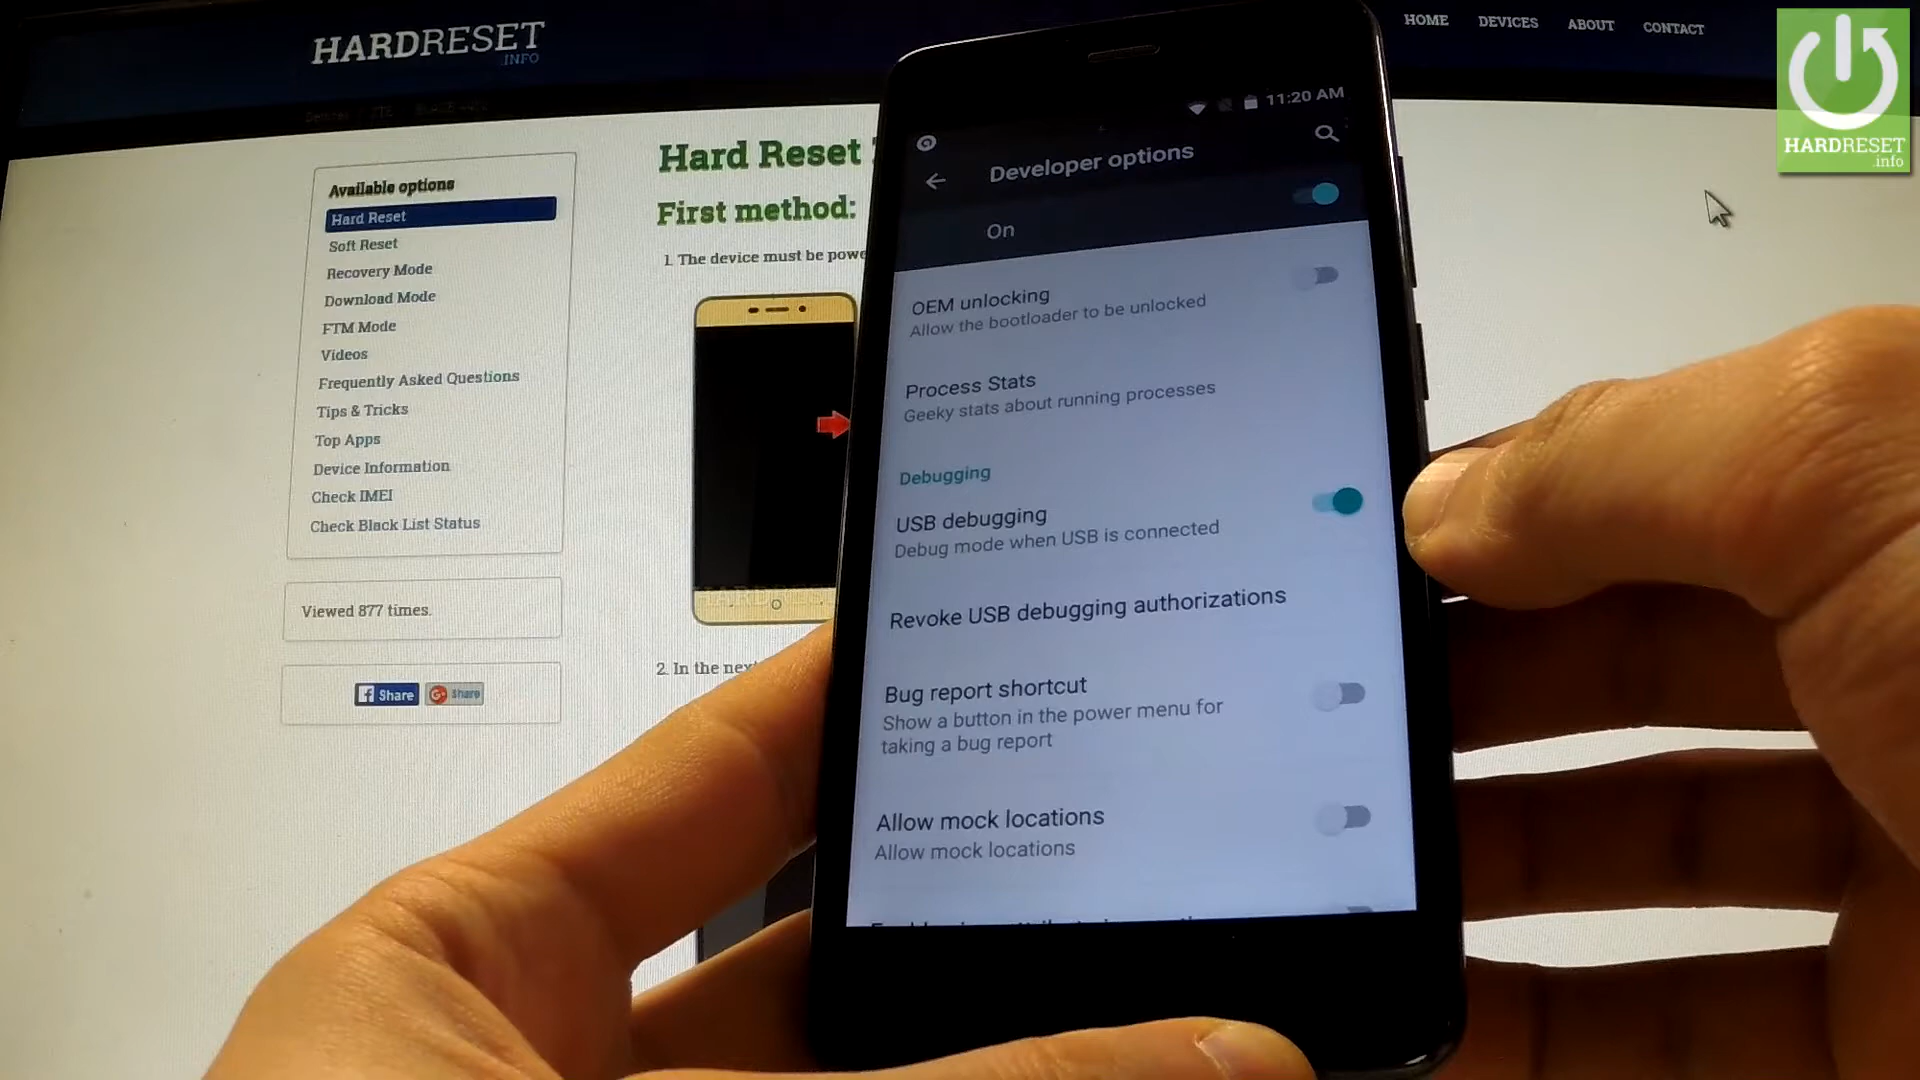 HARDRESET
.INFO
HOME
DEVICES
ABOUT
CONTACT
HARDRESET
.info
Available options
Hard Reset
Soft Reset
Recovery Mode
Download Mode
FTM Mode
Videos
Frequently Asked Questions
Tips & Tricks
Top Apps
Device Information
Check IMEI
Check Black List Status
Viewed 877 times.
Share
Share
Hard Reset
First method:
1. The device must be powe
2. In the nex
11:20 AM
Developer options
On
OEM unlocking
Allow the bootloader to be unlocked
Process Stats
Geeky stats about running processes
Debugging
USB debugging
Debug mode when USB is connected
Revoke USB debugging authorizations
Bug report shortcut
Show a button in the power menu for
taking a bug report
Allow mock locations
Allow mock locations